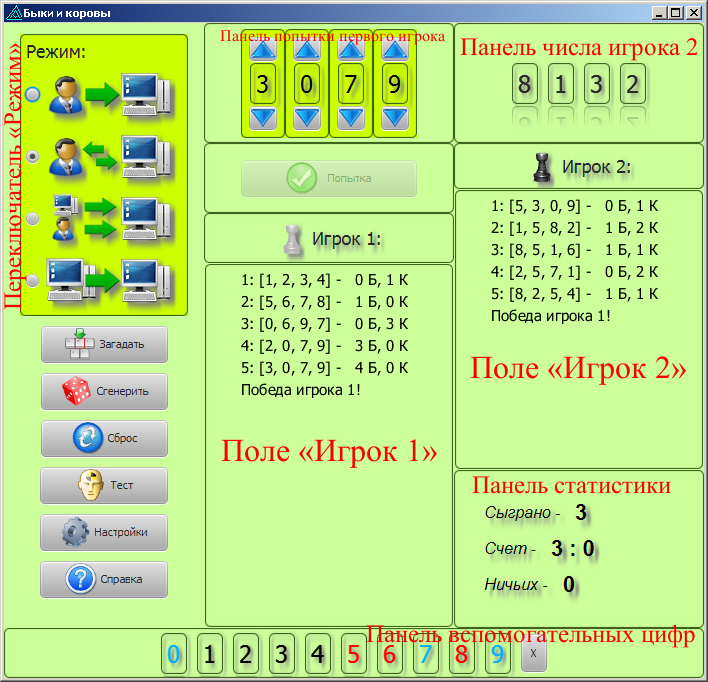 Быки и коровы
Переключатель «Режим»
Режим:
Загадать
Сгенерить
Сброс
Тест
Настройки
Справка
Панель попытки первого игрока
3 0 7 9
Попытка
Игрок 1:
1: [1, 2, 3, 4] - 0 Б, 1 К
2: [5, 6, 7, 8] - 1 Б, 0 К
3: [0, 6, 9, 7] - 0 Б, 3 К
4: [2, 0, 7, 9] - 3 Б, 0 К
5: [3, 0, 7, 9] - 4 Б, 0 К
Победа игрока 1!
Поле «Игрок 1»
Панель числа игрока 2
8 1 3 2
Игрок 2:
1: [5, 3, 0, 9] - 0 Б, 1 К
2: [1, 5, 8, 2] - 1 Б, 2 К
3: [8, 5, 1, 6] - 1 Б, 1 К
4: [2, 5, 7, 1] - 0 Б, 2 К
5: [8, 2, 5, 4] - 1 Б, 1 К
Победа игрока 1!
Поле «Игрок 2»
Панель статистики
Сыграно - 3
Счет - 3 : 0
Ничьих - 0
Панель вспомогательных цифр
0 1 2 3 4 5 6 7 8 9 X